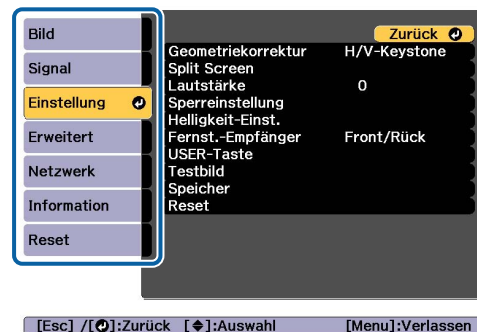 Bild
Signal
Einstellung
Erweitert
Netzwerk
Information
Reset
Zurück
Geometriekorrektur H/V-Keystone
Split Screen
Lautstärke 0
Sperreinstellung
Helligkeit-Einst.
Fernst.-Empfänger Front/Rück
USER-Taste
Testbild
Speicher
Reset
[Esc] /[⏎]:Zurück [◆]:Auswahl [Menu]:Verlassen